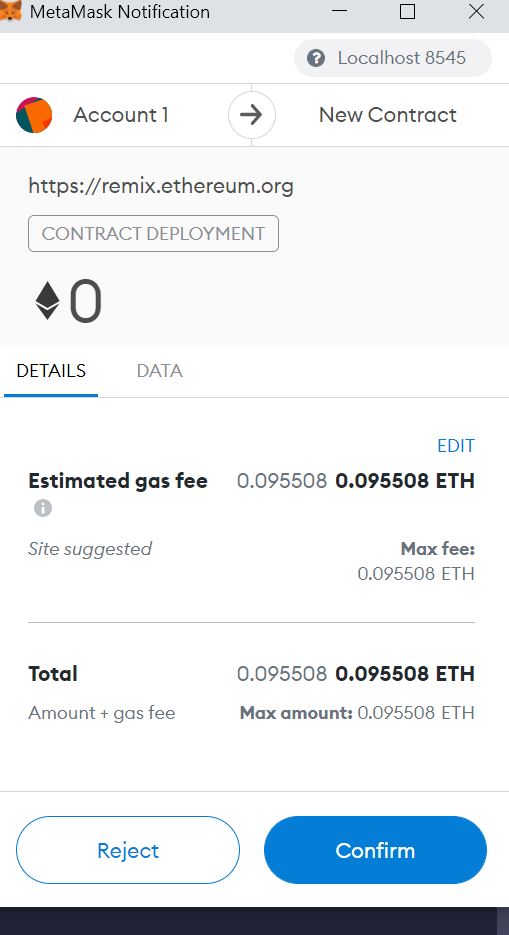 MetaMask Notification
Localhost 8545
Account 1
New Contract
https://remix.ethereum.org
CONTRACT DEPLOYMENT
0
DETAILS DATA
EDIT
Estimated gas fee 0.095508 0.095508 ETH
Site suggested Max fee:
0.095508 ETH
Total 0.095508 0.095508 ETH
Amount + gas fee Max amount: 0.095508 ETH
Reject Confirm